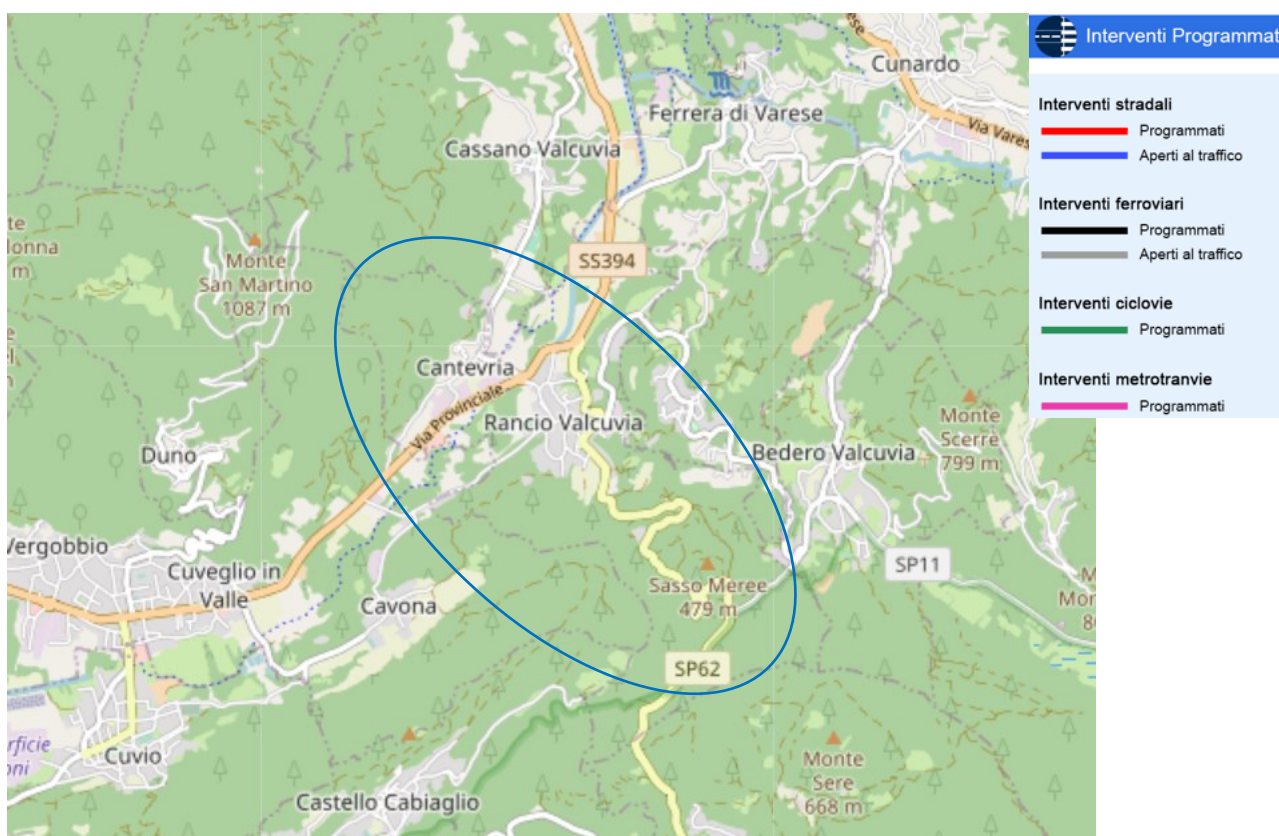 Cunardo
Ferrera di Varese
Via Varese
Cassano Valcuvia
SS394
Monte
San Martino
1087 m
Cantevria
Via Provinciale
Rancio Valcuvia
Duno
Bedero Valcuvia
Monte
Scerrè
799 m
Vergobbio
Cuveglio in
Valle
Cavona
Sasso Meree
479 m
SP11
SP62
Cuvio
Castello Cabiaglio
Monte
Sere
668 m
Interventi Programmat
Interventi stradali
Programmati
Aperti al traffico
Interventi ferroviari
Programmati
Aperti al traffico
Interventi ciclovie
Programmati
Interventi metrotranvie
Programmati